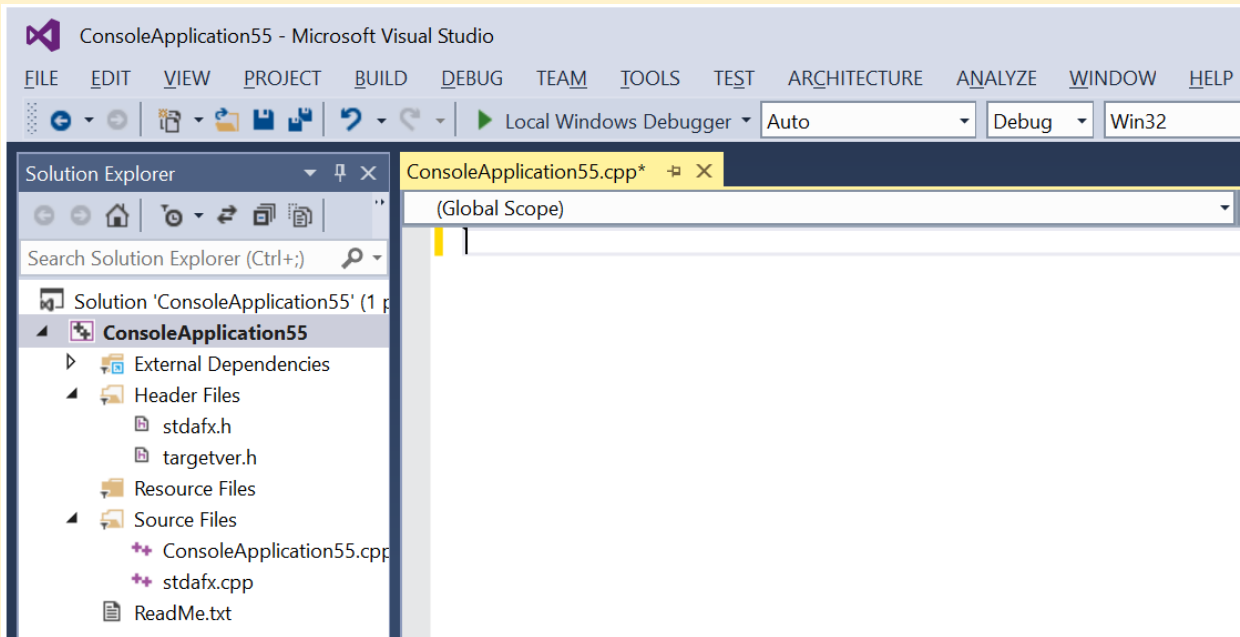 ConsoleApplication55 - Microsoft Visual Studio
FILE EDIT VIEW PROJECT BUILD DEBUG TEAM TOOLS TEST ARCHITECTURE ANALYZE WINDOW HELP
Local Windows Debugger Auto Debug Win32
Solution Explorer
ConsoleApplication55.cpp*
(Global Scope)
Search Solution Explorer (Ctrl+;)
Solution 'ConsoleApplication55' (1 p
ConsoleApplication55
External Dependencies
Header Files
stdafx.h
targetver.h
Resource Files
Source Files
ConsoleApplication55.cpp
stdafx.cpp
ReadMe.txt